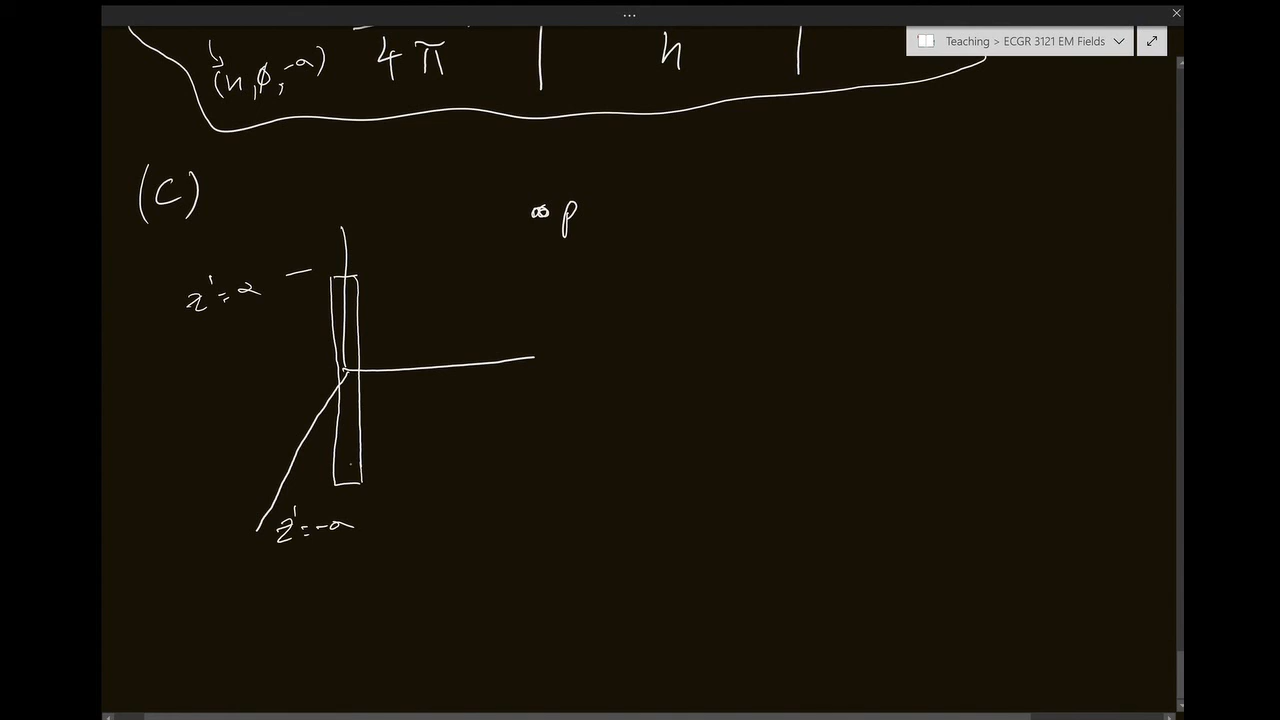 ...
Teaching > ECGR 3121 EM Fields
(r, φ, -a) 4π | r |
(C)
P
z' = a
z' = -a